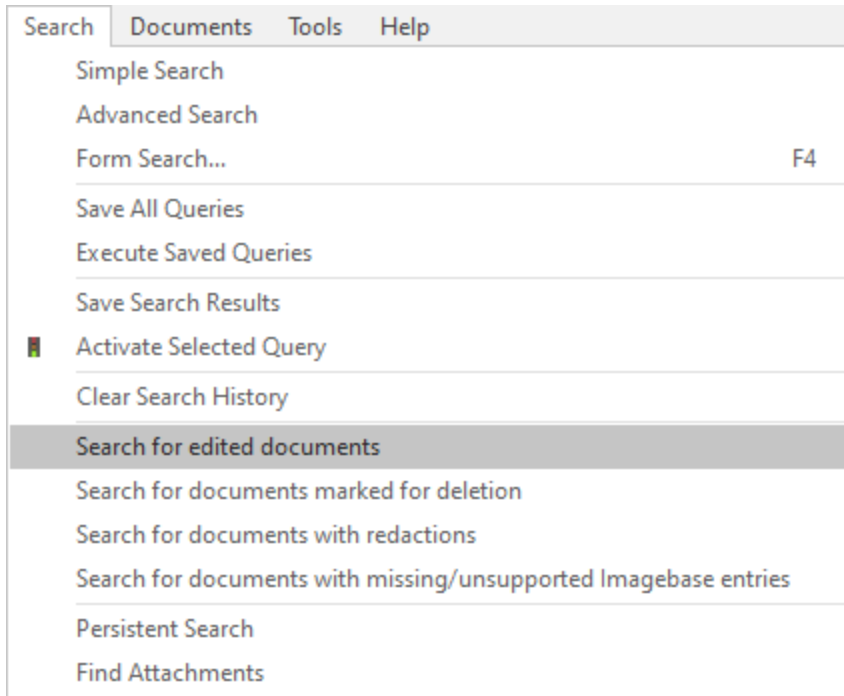 Search Documents Tools Help
Simple Search
Advanced Search
Form Search... F4
Save All Queries
Execute Saved Queries
Save Search Results
Activate Selected Query
Clear Search History
Search for edited documents
Search for documents marked for deletion
Search for documents with redactions
Search for documents with missing/unsupported Imagebase entries
Persistent Search
Find Attachments